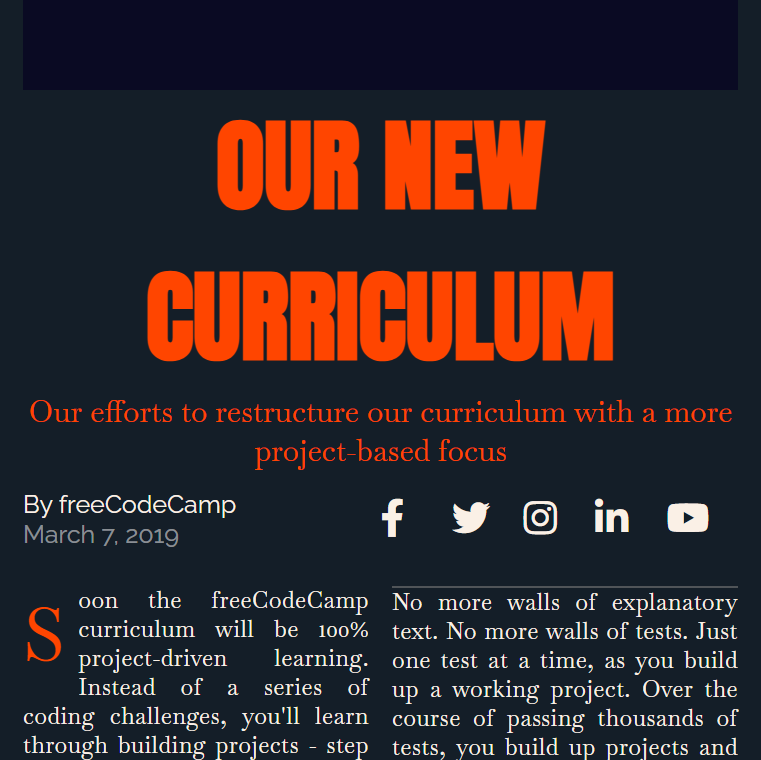 OUR NEW
CURRICULUM
Our efforts to restructure our curriculum with a more
project-based focus
By freeCodeCamp
March 7, 2019
Soon the freeCodeCamp
curriculum will be 100%
project-driven learning.
Instead of a series of
coding challenges, you'll learn
through building projects - step
No more walls of explanatory
text. No more walls of tests. Just
one test at a time, as you build
up a working project. Over the
course of passing thousands of
tests, you build up projects and